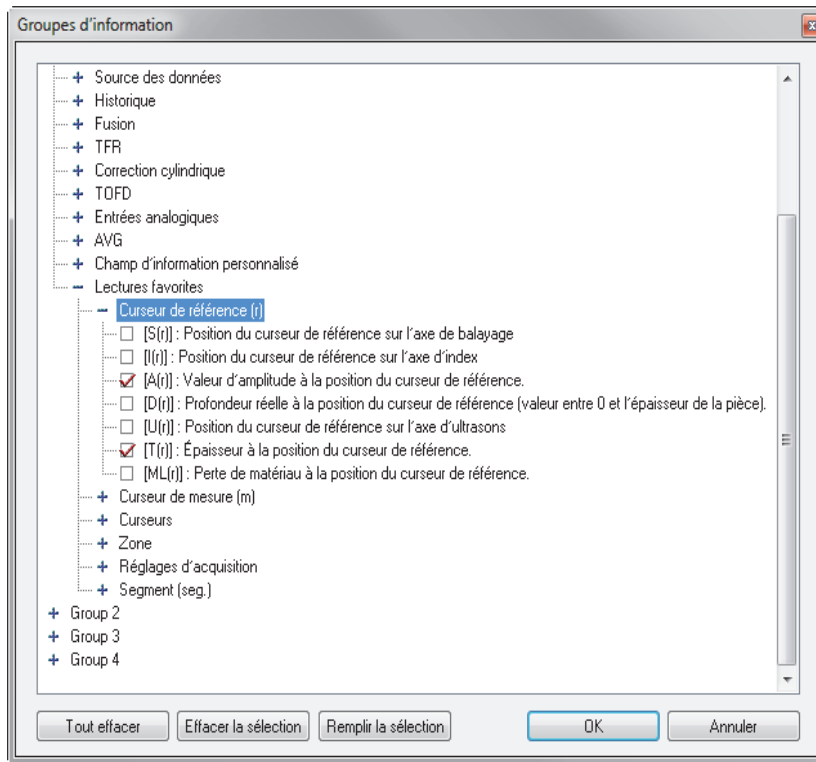 Groupes d'information
Source des données
Historique
Fusion
TFR
Correction cylindrique
TOFD
Entrées analogiques
AVG
Champ d'information personnalisé
Lectures favorites
Curseur de référence (r)
[S(r)] : Position du curseur de référence sur l'axe de balayage
[I(r)] : Position du curseur de référence sur l'axe d'index
[A(r)] : Valeur d'amplitude à la position du curseur de référence.
[D(r)] : Profondeur réelle à la position du curseur de référence (valeur entre 0 et l'épaisseur de la pièce).
[U(r)] : Position du curseur de référence sur l'axe d'ultrasons
[T(r)] : Épaisseur à la position du curseur de référence.
[ML(r)] : Perte de matériau à la position du curseur de référence.
Curseur de mesure (m)
Curseurs
Zone
Réglages d'acquisition
Segment (seg.)
Group 2
Group 3
Group 4
Tout effacer Effacer la sélection Remplir la sélection OK Annuler